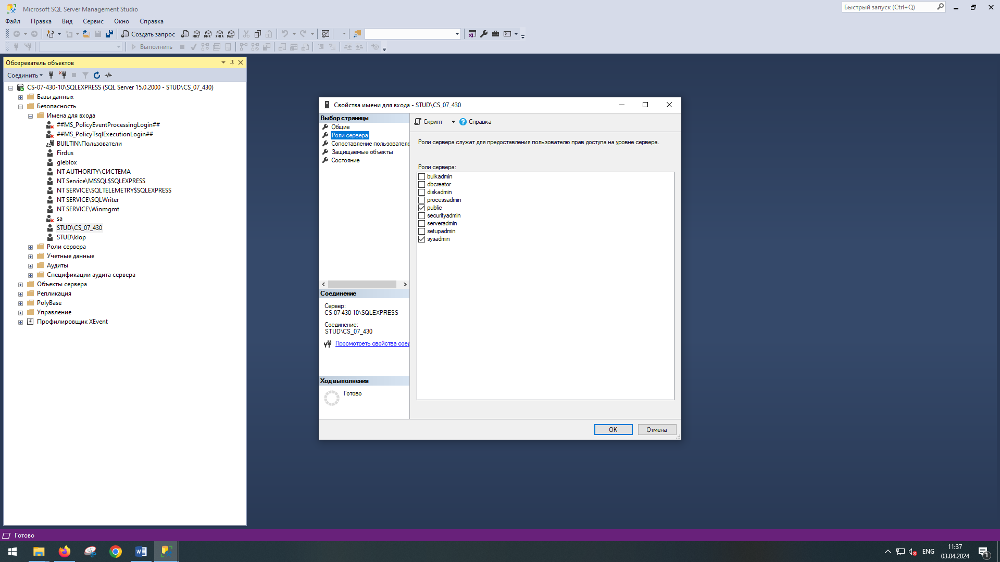 Microsoft SQL Server Management Studio
Быстрый запуск (Ctrl+Q)
Файл Правка Вид Сервис Окно Справка
Создать запрос
MDX DMX XMLA DAX
Выполнить
Обозреватель объектов
Соединить
CS-07-430-10\SQLEXPRESS (SQL Server 15.0.2000 - STUD\CS_07_430)
Базы данных
Безопасность
Имена для входа
##MS_PolicyEventProcessingLogin##
##MS_PolicyTsqlExecutionLogin##
BUILTIN\Пользователи
Firdus
gleblox
NT AUTHORITY\СИСТЕМА
NT Service\MSSQL$SQLEXPRESS
NT SERVICE\SQLTELEMETRY$SQLEXPRESS
NT SERVICE\SQLWriter
NT SERVICE\Winmgmt
sa
STUD\CS_07_430
STUD\klop
Роли сервера
Учетные данные
Аудиты
Спецификации аудита сервера
Объекты сервера
Репликация
PolyBase
Управление
Профилировщик XEvent
Свойства имени для входа - STUD\CS_07_430
Выбор страницы
Общие
Роли сервера
Сопоставление пользователе
Защищаемые объекты
Состояние
Соединение
Сервер:
CS-07-430-10\SQLEXPRESS
Соединение:
STUD\CS_07_430
Просмотреть свойства соед
Ход выполнения
Готово
Скрипт Справка
Роли сервера служат для предоставления пользователю прав доступа на уровне сервера.
Роли сервера:
bulkadmin
dbcreator
diskadmin
processadmin
public
securityadmin
serveradmin
setupadmin
sysadmin
OK Отмена
Готово
ENG
11:37
03.04.2024
1